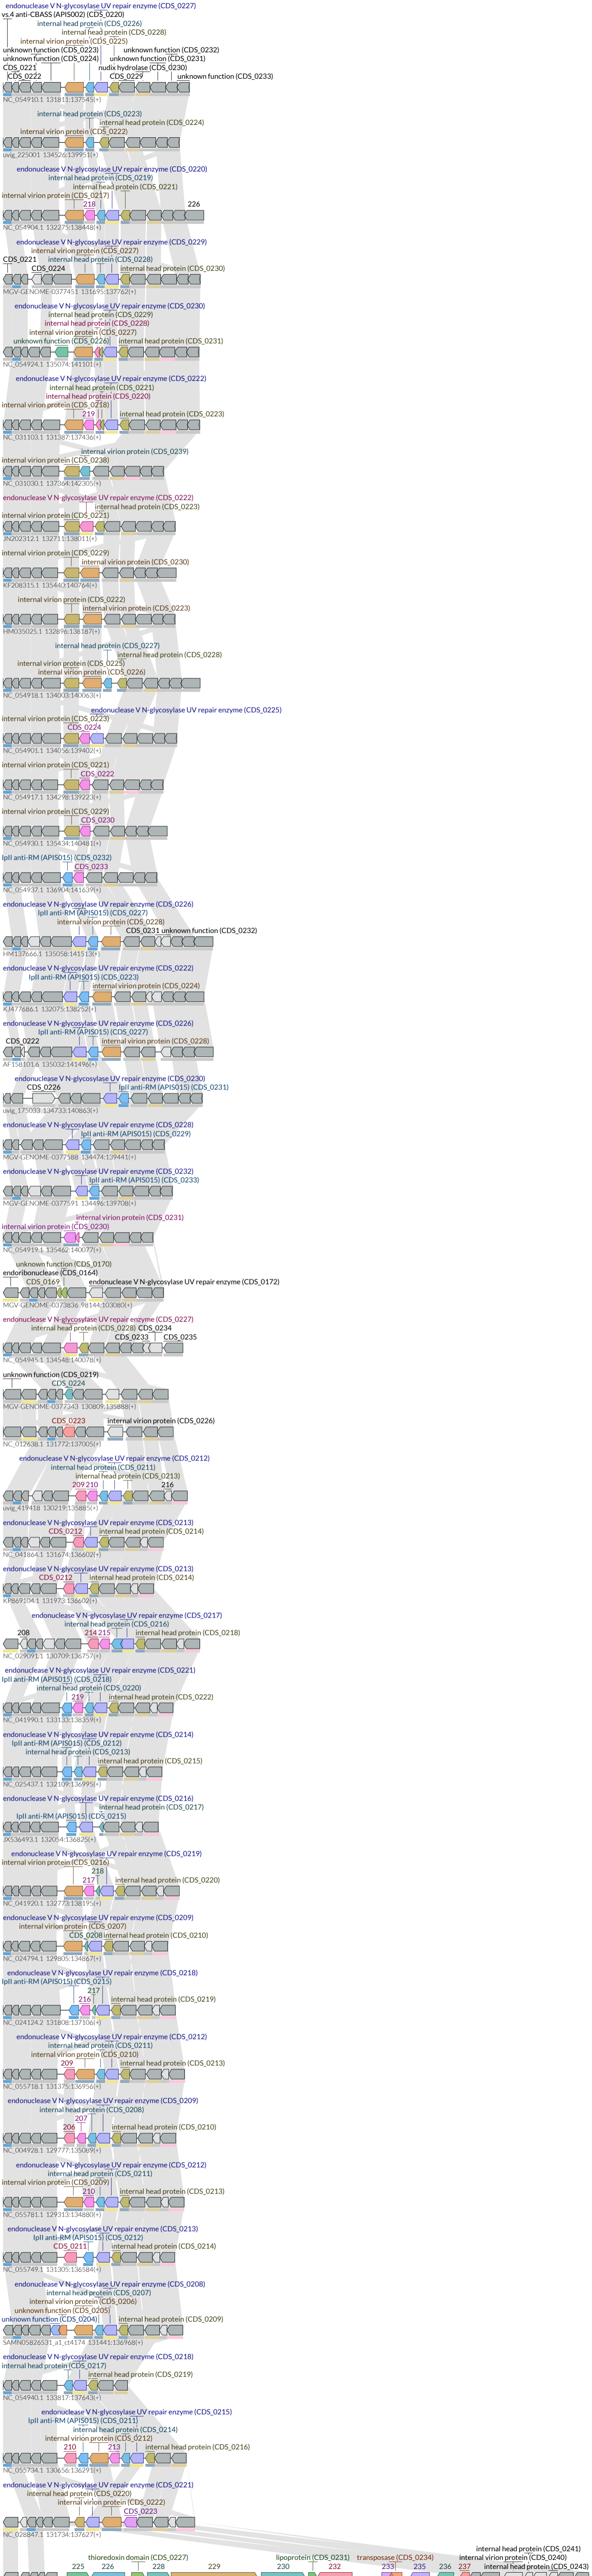 endonuclease V N-glycosylase UV repair enzyme (CDS_0227)
vs.4 anti-CBASS (APIS002) (CDS_0220)
internal head protein (CDS_0226)
internal head protein (CDS_0228)
internal virion protein (CDS_0225)
unknown function (CDS_0223) unknown function (CDS_0232)
unknown function (CDS_0224) unknown function (CDS_0231)
CDS_0221 nudix hydrolase (CDS_0230)
CDS_0222 CDS_0229 unknown function (CDS_0233)
NC_054910.1 131811:137545(+)
internal head protein (CDS_0223)
internal head protein (CDS_0224)
internal virion protein (CDS_0222)
uvig_225001 134526:139951(+)
endonuclease V N-glycosylase UV repair enzyme (CDS_0220)
internal head protein (CDS_0219)
internal head protein (CDS_0221)
internal virion protein (CDS_0217)
218 226
NC_054904.1 132275:138448(+)
endonuclease V N-glycosylase UV repair enzyme (CDS_0229)
internal virion protein (CDS_0227)
CDS_0221 internal head protein (CDS_0228)
CDS_0224 internal head protein (CDS_0230)
MGV-GENOME-0377451 131695:137762(+)
endonuclease V N-glycosylase UV repair enzyme (CDS_0230)
internal head protein (CDS_0229)
internal head protein (CDS_0228)
internal virion protein (CDS_0227)
unknown function (CDS_0226) internal head protein (CDS_0231)
NC_054924.1 135074:141101(+)
endonuclease V N-glycosylase UV repair enzyme (CDS_0222)
internal head protein (CDS_0221)
internal head protein (CDS_0220)
internal virion protein (CDS_0218)
219 internal head protein (CDS_0223)
NC_031103.1 131387:137436(+)
internal virion protein (CDS_0239)
internal virion protein (CDS_0238)
NC_031030.1 137364:142305(+)
endonuclease V N-glycosylase UV repair enzyme (CDS_0222)
internal head protein (CDS_0223)
internal virion protein (CDS_0221)
JN202312.1 132711:138011(+)
internal virion protein (CDS_0229)
internal virion protein (CDS_0230)
KF208315.1 135440:140764(+)
internal virion protein (CDS_0222)
internal virion protein (CDS_0223)
HM035025.1 132896:138187(+)
internal head protein (CDS_0227)
internal head protein (CDS_0228)
internal virion protein (CDS_0225)
internal virion protein (CDS_0226)
NC_054918.1 134003:140063(+)
endonuclease V N-glycosylase UV repair enzyme (CDS_0225)
internal virion protein (CDS_0223)
CDS_0224
NC_054901.1 134056:139402(+)
internal virion protein (CDS_0221)
CDS_0222
NC_054917.1 134298:139223(+)
internal virion protein (CDS_0229)
CDS_0230
NC_054930.1 135434:140481(+)
IpII anti-RM (APIS015) (CDS_0232)
CDS_0233
NC_054937.1 136904:141639(+)
endonuclease V N-glycosylase UV repair enzyme (CDS_0226)
IpII anti-RM (APIS015) (CDS_0227)
internal virion protein (CDS_0228)
CDS_0231 unknown function (CDS_0232)
HM137666.1 135058:141513(+)
endonuclease V N-glycosylase UV repair enzyme (CDS_0222)
IpII anti-RM (APIS015) (CDS_0223)
internal virion protein (CDS_0224)
KJ477686.1 132075:138252(+)
endonuclease V N-glycosylase UV repair enzyme (CDS_0226)
IpII anti-RM (APIS015) (CDS_0227)
CDS_0222 internal virion protein (CDS_0228)
AF158101.6 135032:141496(+)
endonuclease V N-glycosylase UV repair enzyme (CDS_0230)
CDS_0226 IpII anti-RM (APIS015) (CDS_0231)
uvig_175033 134733:140863(+)
endonuclease V N-glycosylase UV repair enzyme (CDS_0228)
IpII anti-RM (APIS015) (CDS_0229)
MGV-GENOME-0377588 134474:139441(+)
endonuclease V N-glycosylase UV repair enzyme (CDS_0232)
IpII anti-RM (APIS015) (CDS_0233)
MGV-GENOME-0377591 134496:139708(+)
internal virion protein (CDS_0231)
internal virion protein (CDS_0230)
NC_054919.1 135462:140077(+)
unknown function (CDS_0170)
endoribonuclease (CDS_0164)
CDS_0169 endonuclease V N-glycosylase UV repair enzyme (CDS_0172)
MGV-GENOME-0373836 98144:103080(+)
endonuclease V N-glycosylase UV repair enzyme (CDS_0227)
internal head protein (CDS_0228) CDS_0234
CDS_0233 CDS_0235
NC_054945.1 134548:140078(+)
unknown function (CDS_0219)
CDS_0224
MGV-GENOME-0377343 130809:135888(+)
CDS_0223 internal virion protein (CDS_0226)
NC_012638.1 131772:137005(+)
endonuclease V N-glycosylase UV repair enzyme (CDS_0212)
internal head protein (CDS_0211)
internal head protein (CDS_0213)
209 210 216
uvig_419418 130219:135885(+)
endonuclease V N-glycosylase UV repair enzyme (CDS_0213)
CDS_0212 internal head protein (CDS_0214)
NC_041864.1 131674:136602(+)
endonuclease V N-glycosylase UV repair enzyme (CDS_0213)
CDS_0212 internal head protein (CDS_0214)
KP869104.1 131973:136602(+)
endonuclease V N-glycosylase UV repair enzyme (CDS_0217)
internal head protein (CDS_0216)
208 214 215 internal head protein (CDS_0218)
NC_029091.1 130709:136757(+)
endonuclease V N-glycosylase UV repair enzyme (CDS_0221)
IpII anti-RM (APIS015) (CDS_0218)
internal head protein (CDS_0220)
219 internal head protein (CDS_0222)
NC_041990.1 133133:138359(+)
endonuclease V N-glycosylase UV repair enzyme (CDS_0214)
IpII anti-RM (APIS015) (CDS_0212)
internal head protein (CDS_0213)
internal head protein (CDS_0215)
NC_025437.1 132109:136995(+)
endonuclease V N-glycosylase UV repair enzyme (CDS_0216)
internal head protein (CDS_0217)
IpII anti-RM (APIS015) (CDS_0215)
JX536493.1 132054:136825(+)
endonuclease V N-glycosylase UV repair enzyme (CDS_0219)
internal virion protein (CDS_0216)
218
217 internal head protein (CDS_0220)
NC_041920.1 132773:138195(+)
endonuclease V N-glycosylase UV repair enzyme (CDS_0209)
internal virion protein (CDS_0207)
CDS_0208 internal head protein (CDS_0210)
NC_024794.1 129805:134867(+)
endonuclease V N-glycosylase UV repair enzyme (CDS_0218)
IpII anti-RM (APIS015) (CDS_0215)
217
216 internal head protein (CDS_0219)
NC_024124.2 131808:137106(+)
endonuclease V N-glycosylase UV repair enzyme (CDS_0212)
internal head protein (CDS_0211)
internal virion protein (CDS_0210)
209 internal head protein (CDS_0213)
NC_055718.1 131375:136956(+)
endonuclease V N-glycosylase UV repair enzyme (CDS_0209)
internal head protein (CDS_0208)
207
206 internal head protein (CDS_0210)
NC_004928.1 129777:135069(+)
endonuclease V N-glycosylase UV repair enzyme (CDS_0212)
internal head protein (CDS_0211)
internal virion protein (CDS_0209)
210 internal head protein (CDS_0213)
NC_055781.1 129313:134880(+)
endonuclease V N-glycosylase UV repair enzyme (CDS_0213)
IpII anti-RM (APIS015) (CDS_0212)
CDS_0211 internal head protein (CDS_0214)
NC_055749.1 131305:136584(+)
endonuclease V N-glycosylase UV repair enzyme (CDS_0208)
internal head protein (CDS_0207)
internal virion protein (CDS_0206)
unknown function (CDS_0205)
unknown function (CDS_0204) internal head protein (CDS_0209)
SAMN05826531_a1_ct4174 131441:136968(+)
endonuclease V N-glycosylase UV repair enzyme (CDS_0218)
internal head protein (CDS_0217)
internal head protein (CDS_0219)
NC_054940.1 133817:137643(+)
endonuclease V N-glycosylase UV repair enzyme (CDS_0215)
IpII anti-RM (APIS015) (CDS_0211)
internal head protein (CDS_0214)
internal virion protein (CDS_0212)
210 213 internal head protein (CDS_0216)
NC_055734.1 130656:136291(+)
endonuclease V N-glycosylase UV repair enzyme (CDS_0221)
internal head protein (CDS_0220)
internal virion protein (CDS_0222)
CDS_0223
NC_028847.1 134137:127528(+)
internal head protein (CDS_0241)
thioredoxin domain (CDS_0227) lipoprotein (CDS_0231) transposase (CDS_0234) internal virion protein (CDS_0240)
225 226 228 229 230 232 233 235 236 237 internal head protein (CDS_0243)